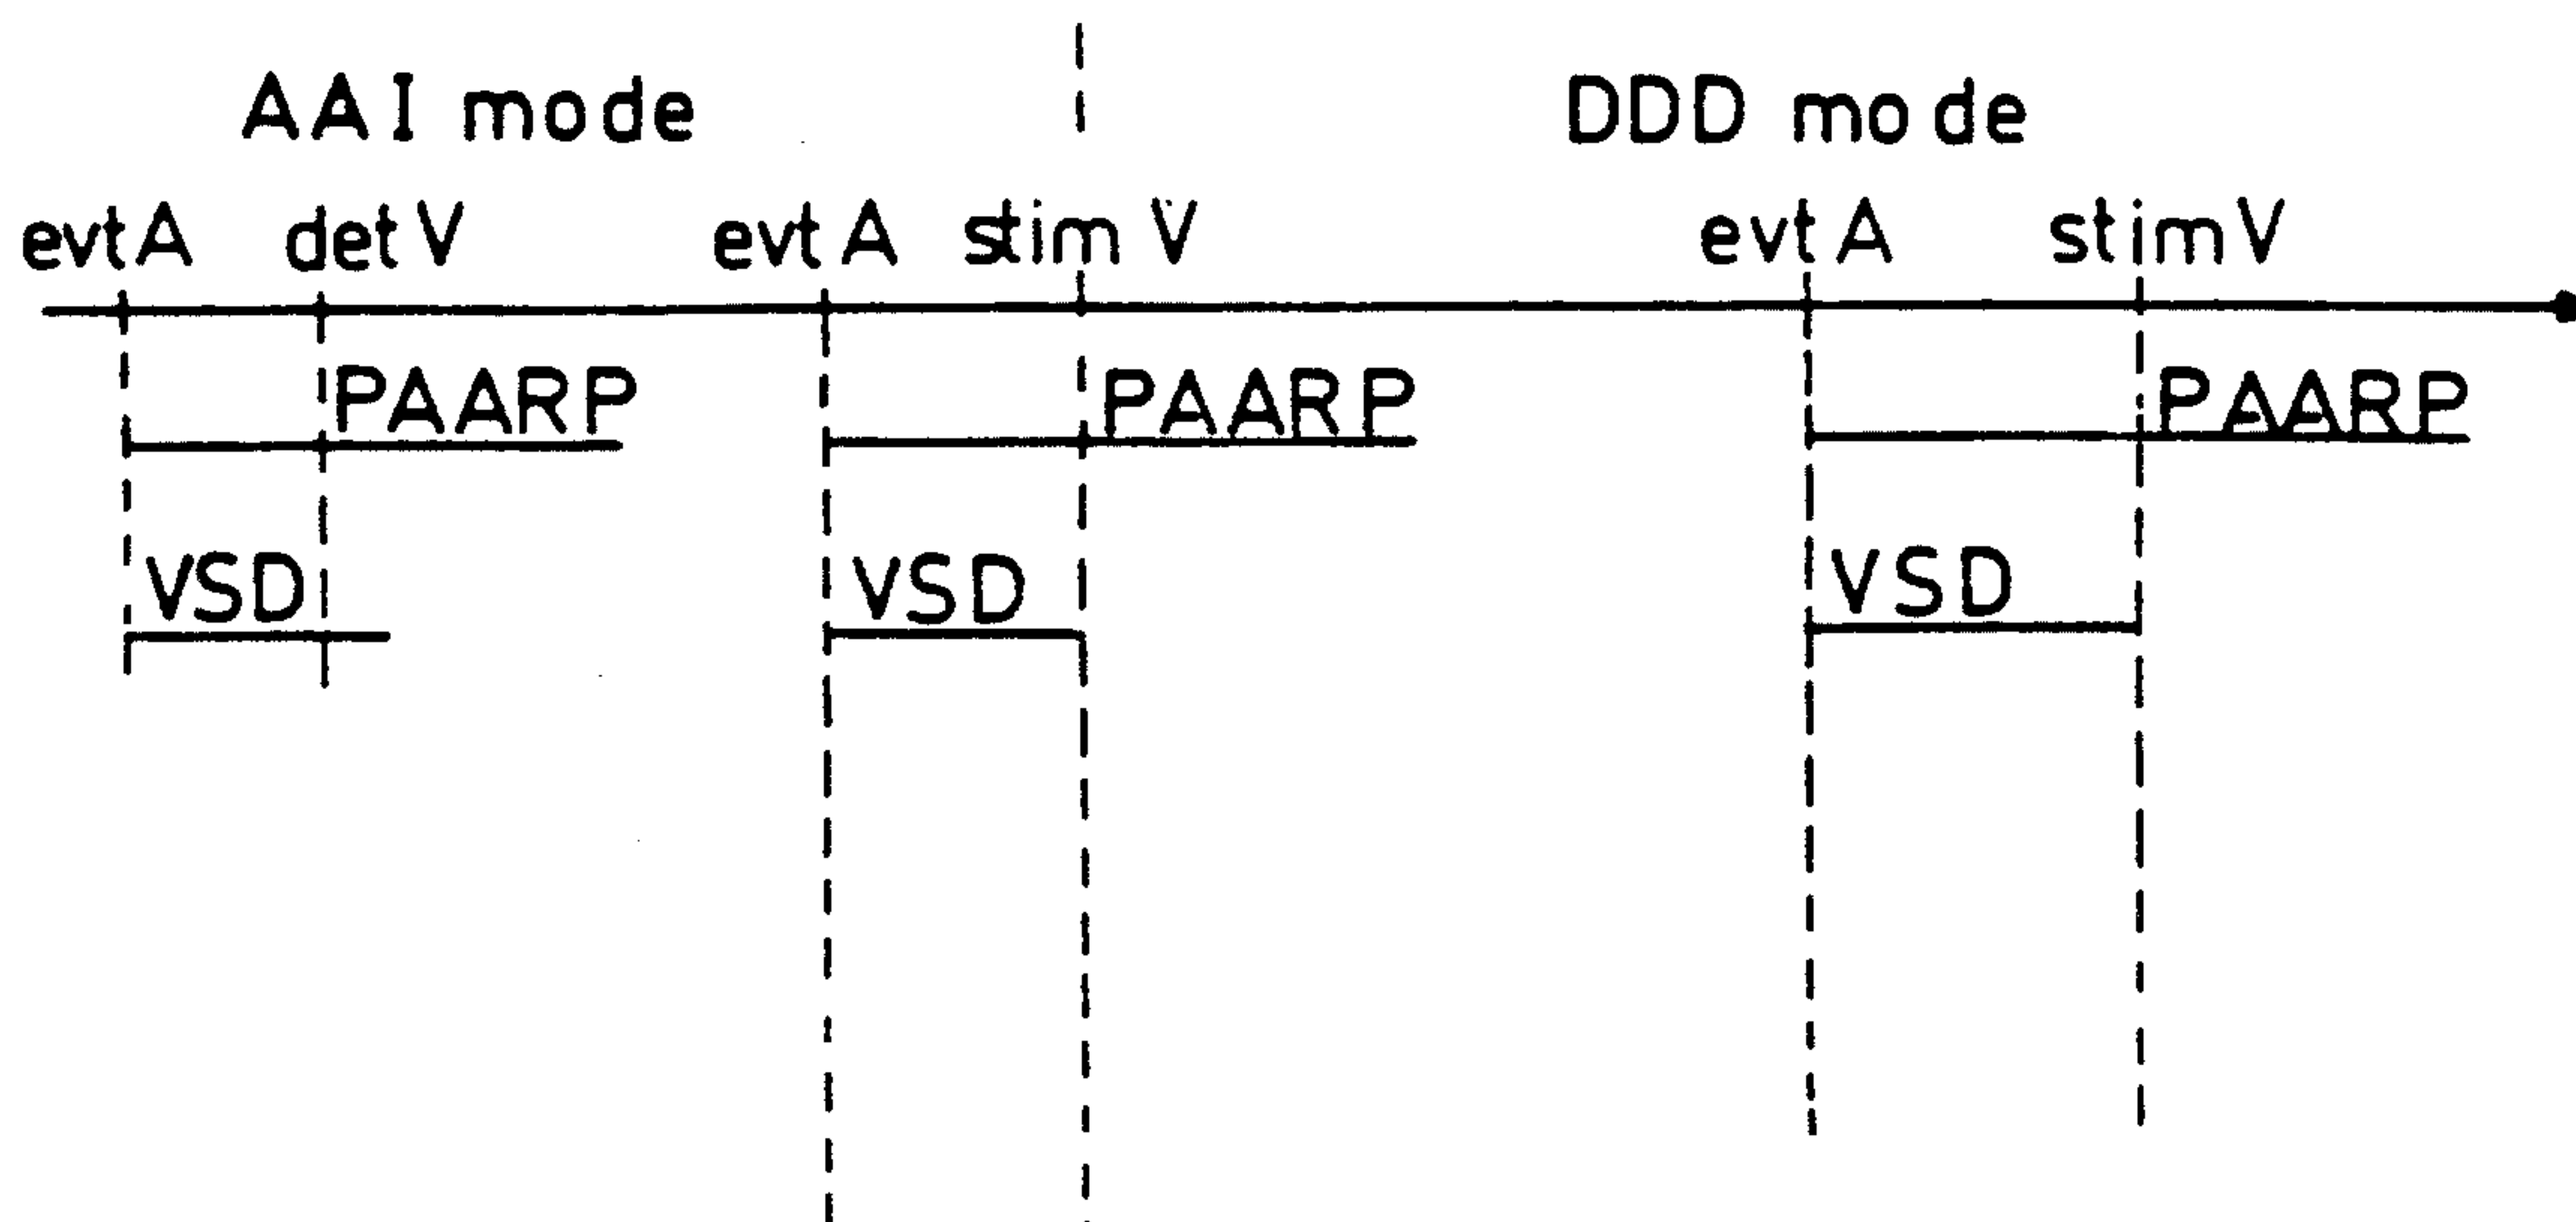 AAI mode DDD mode
evtA detV evtA stimV evtA stimV
PAARP PAARP PAARP
VSD VSD VSD